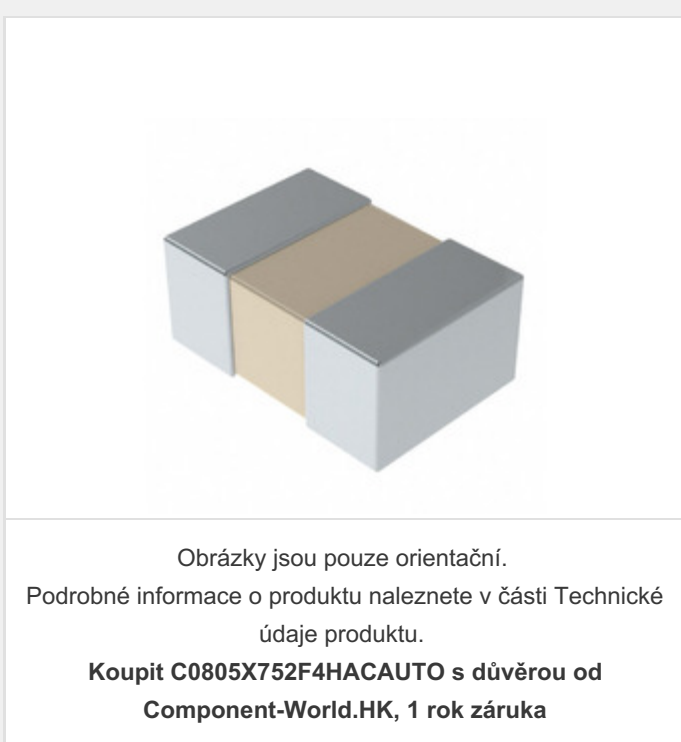 Obrázky jsou pouze orientační.
Podrobné informace o produktu naleznete v části Technické
údaje produktu.
Koupit C0805X752F4HACAUTO s důvěrou od
Component-World.HK, 1 rok záruka